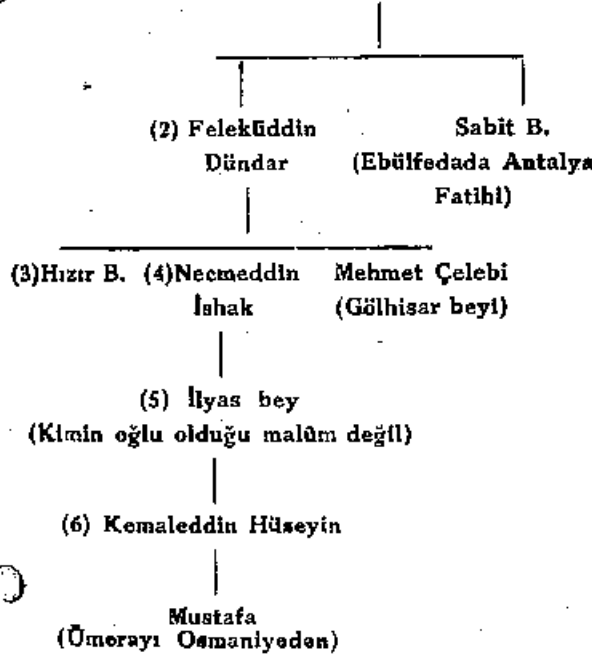 (2) Feleküddin
Dündar
Sabit B.
(Ebülfedada Antalya
Fatihi)
(3)Hızır B. (4)Necmeddin
İshak
Mehmet Çelebi
(Gölhisar beyi)
(5) İlyas bey
(Kimin oğlu olduğu malûm değil)
(6) Kemaleddin Hüseyin
Mustafa
(Ümerayı Osmaniyeden)